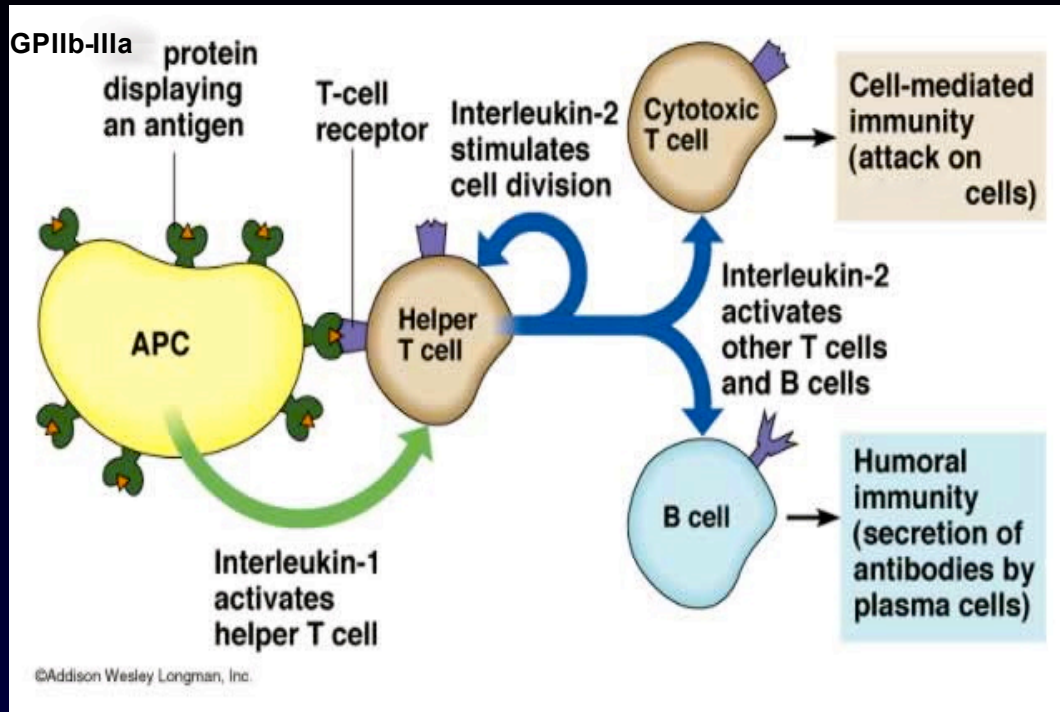 GPIIb-IIIa
protein
displaying
an antigen
T-cell
receptor
Interleukin-2
stimulates
cell division
Cytotoxic
T cell
Cell-mediated
immunity
(attack on
cells)
APC
Helper
T cell
Interleukin-2
activates
other T cells
and B cells
B cell
Humoral
immunity
(secretion of
antibodies by
plasma cells)
Interleukin-1
activates
helper T cell
©Addison Wesley Longman, Inc.